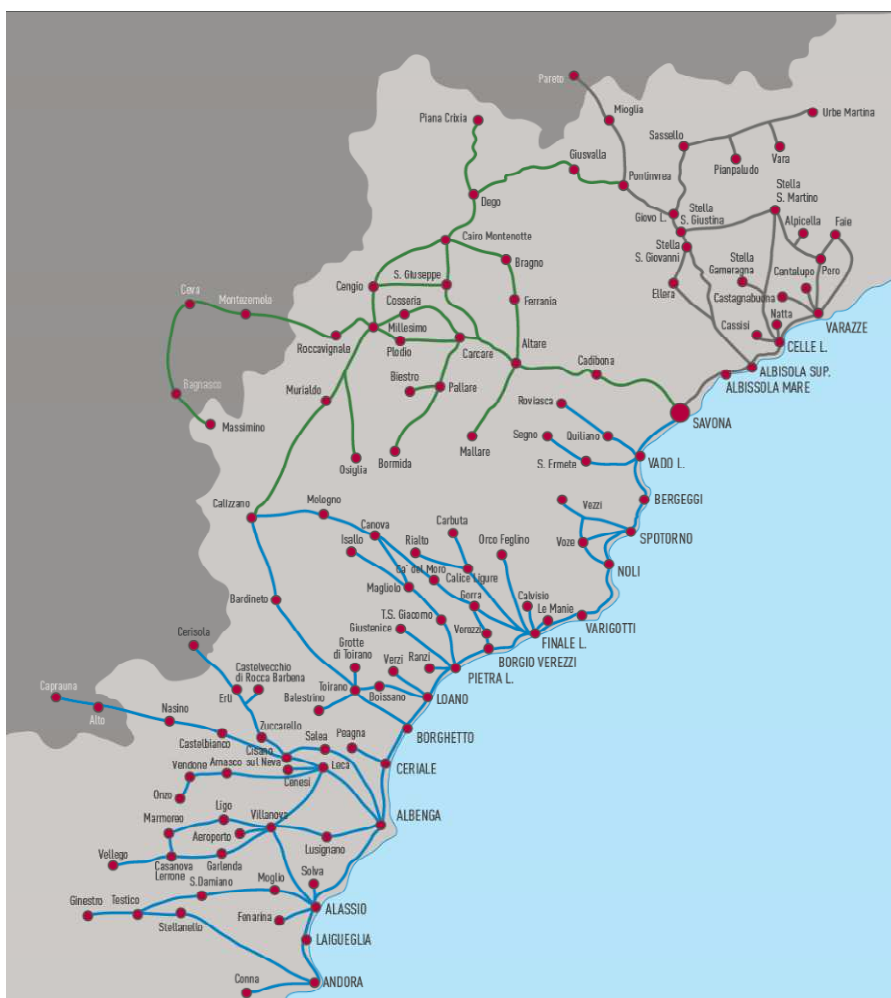 Pareto
Mioglia
Piana Crixia
Urbe Martina
Sassello
Giusvalla
Pianpaludo
Vara
Pontinvrea
Dego
Stella
S. Martino
Giovo L.
Stella
S. Giustina
Alpicella
Faie
Cairo Montenotte
Stella
S. Giovanni
Bragno
Stella
Gameragna
Cantalupo
Pero
S. Giuseppe
Cengio
Ceva
Montezemolo
Ellera
Castagnabuona
Ferrania
Cosseria
Natta
VARAZZE
Millesimo
Cassisi
Roccavignale
Plodio
Carcare
Altare
CELLE L.
Cadibona
ALBISOLA SUP.
Biestro
Murialdo
Pallare
ALBISSOLA MARE
Bagnasco
Roviasca
Massimino
SAVONA
Segno
Quiliano
Mallare
Bormida
S. Ermete
VADO L.
Osiglia
Calizzano
Mologno
Vezzi
BERGEGGI
Carbuta
Canova
Orco Feglino
Isallo
Rialto
Voze
SPOTORNO
Ca' del Moro
Calice Ligure
NOLI
Magliolo
Gorra
Calvisio
Bardineto
T.S. Giacomo
Le Manie
Giustenice
Verezzi
VARIGOTTI
Cerisola
FINALE L.
Grotte
di Toirano
Verzi
Ranzi
BORGIO VEREZZI
Castelvecchio
di Rocca Barbena
PIETRA L.
Caprauna
Erli
Toirano
Balestrino
Boissano
LOANO
Alto
Nasino
Zuccarello
Peagna
BORGHETTO
Castelbianco
Salea
Cisano
sul Neva
Leca
CERIALE
Vendone
Arnasco
Cenesi
Onzo
Ligo
Marmoreo
Villanova
ALBENGA
Aeroporto
Lusignano
Vellego
Casanova
Lerrone
Garlenda
Solva
S.Damiano
Moglio
Ginestro
Testico
ALASSIO
Fenarina
Stellanello
LAIGUEGLIA
Conna
ANDORA